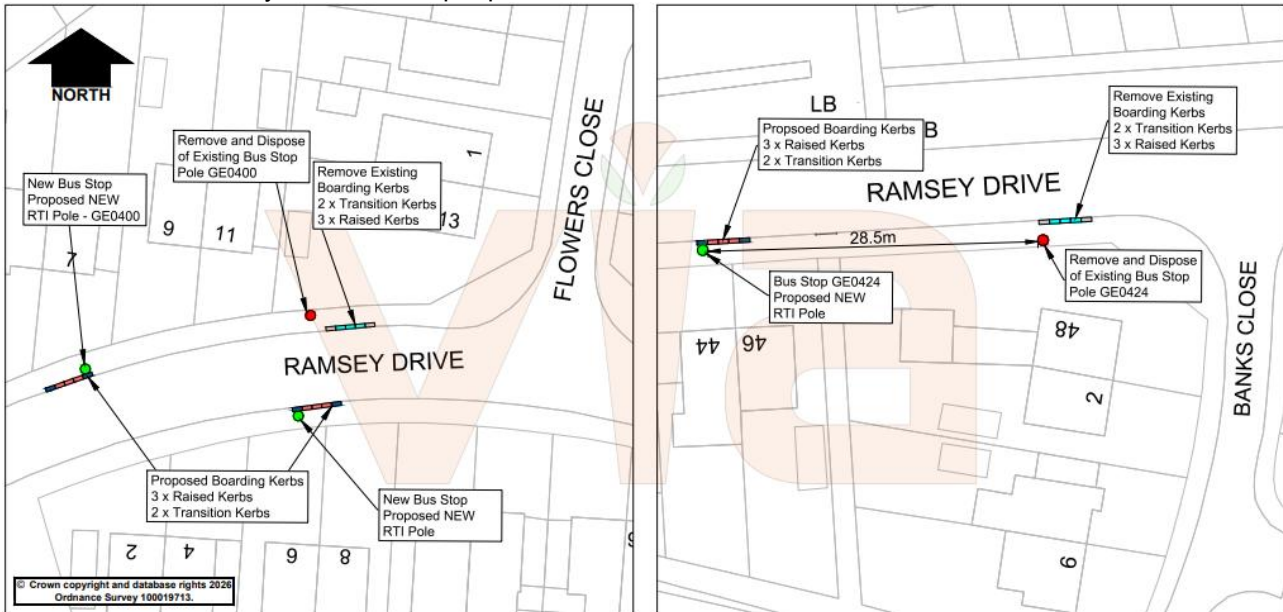 NORTH
New Bus Stop
Proposed NEW
RTI Pole - GE0400
Remove and Dispose
of Existing Bus Stop
Pole GE0400
Remove Existing
Boarding Kerbs
2 x Transition Kerbs
3 x Raised Kerbs
1
13
9
11
7
FLOWERS CLOSE
RAMSEY DRIVE
Proposed Boarding Kerbs
3 x Raised Kerbs
2 x Transition Kerbs
New Bus Stop
Proposed NEW
RTI Pole
2
4
6
8
© Crown copyright and database rights 2026
Ordnance Survey 100019713.
LB
B
Propsoed Boarding Kerbs
3 x Raised Kerbs
2 x Transition Kerbs
Remove Existing
Boarding Kerbs
2 x Transition Kerbs
3 x Raised Kerbs
RAMSEY DRIVE
28.5m
Bus Stop GE0424
Proposed NEW
RTI Pole
Remove and Dispose
of Existing Bus Stop
Pole GE0424
44
46
48
2
BANKS CLOSE
via